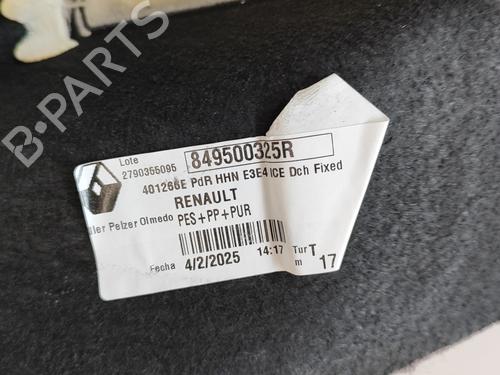 Lote
2790355095
849500325R
401266E PdR HHN E3E4 ICE Dch Fixed
RENAULT
ller Pelzer Olmedo
PES+PP+PUR
Fecha 4/2/2025 14:17
Tur T
m 17
B-PARTS